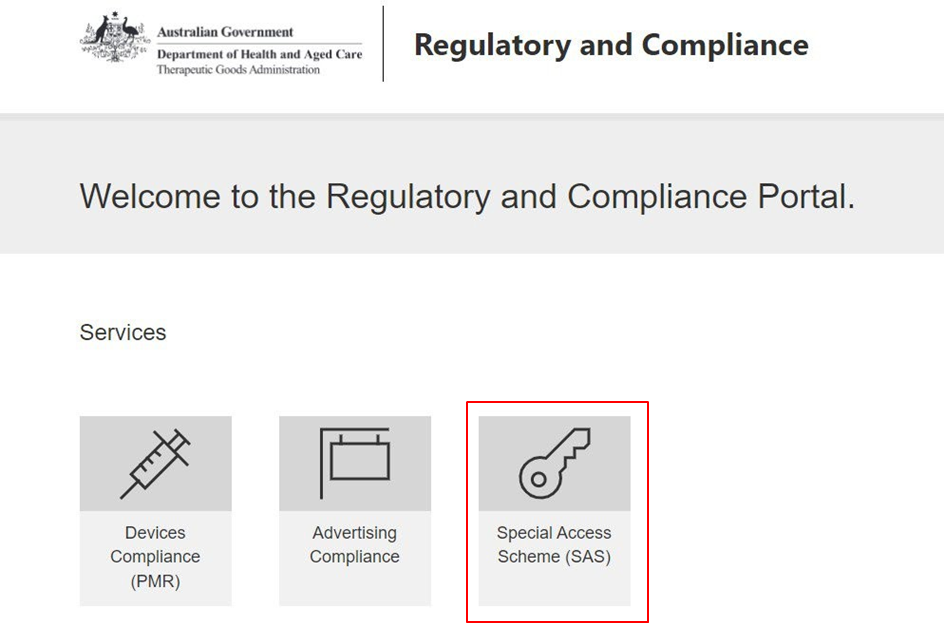 Australian Government
Department of Health and Aged Care
Therapeutic Goods Administration
Regulatory and Compliance
Welcome to the Regulatory and Compliance Portal.
Services
Devices
Compliance
(PMR)
Advertising
Compliance
Special Access
Scheme (SAS)